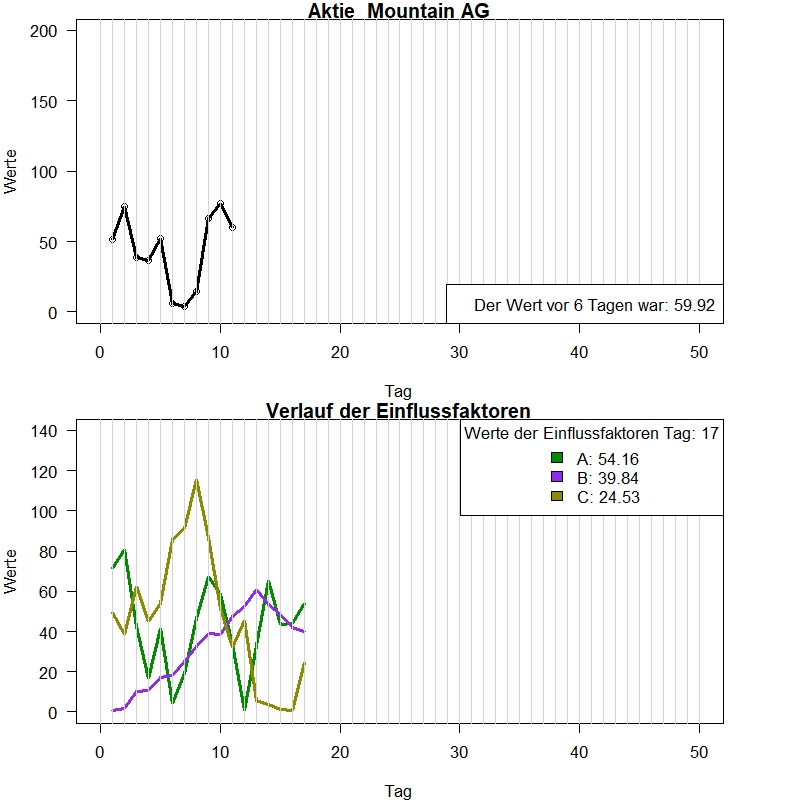 Aktie  Mountain AG
Werte
200
150
100
50
0
Der Wert vor 6 Tagen war: 59.92
0 10 20 30 40 50
Tag
Verlauf der Einflussfaktoren
Werte
140
120
100
80
60
40
20
0
Werte der Einflussfaktoren Tag: 17
A: 54.16
B: 39.84
C: 24.53
0 10 20 30 40 50
Tag